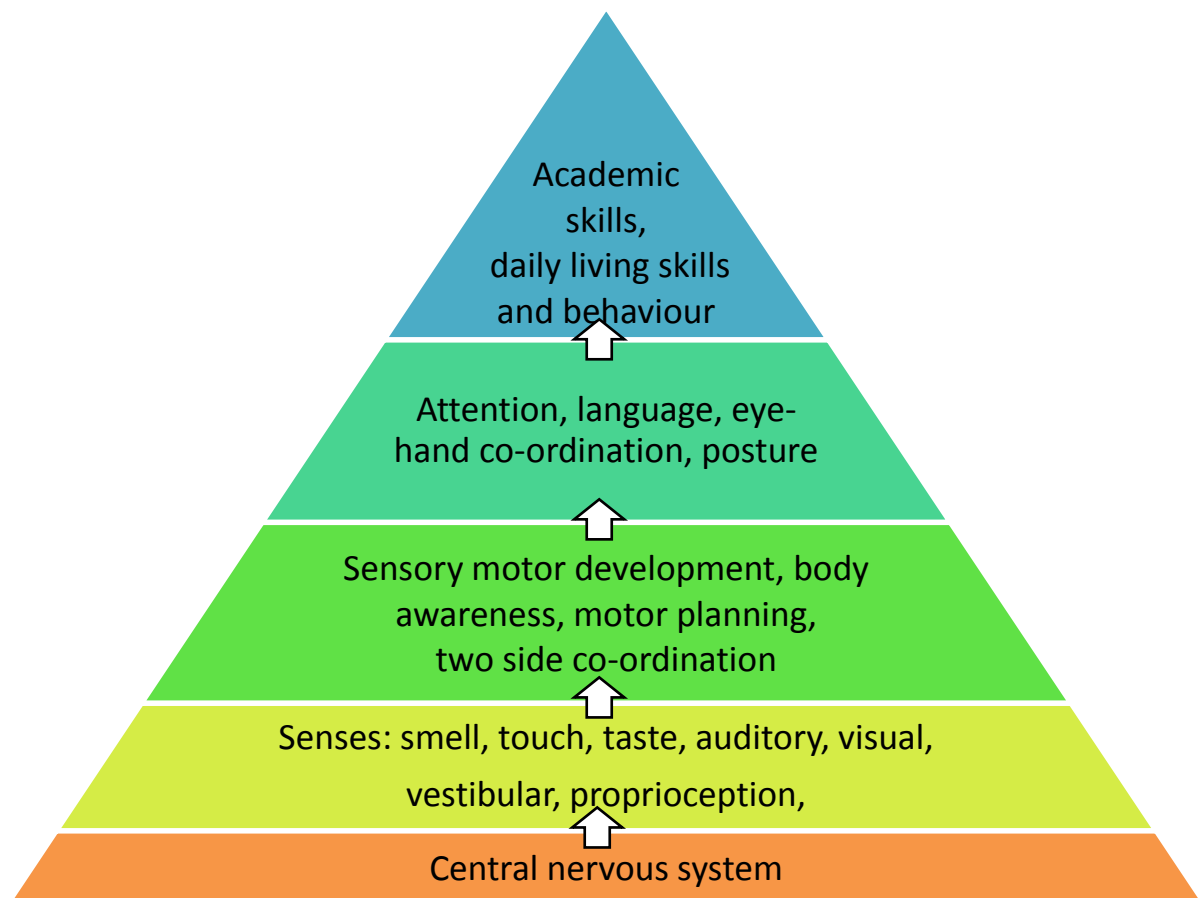 Academic
skills,
daily living skills
and behaviour
Attention, language, eye-
hand co-ordination, posture
Sensory motor development, body
awareness, motor planning,
two side co-ordination
Senses: smell, touch, taste, auditory, visual,
vestibular, proprioception,
Central nervous system